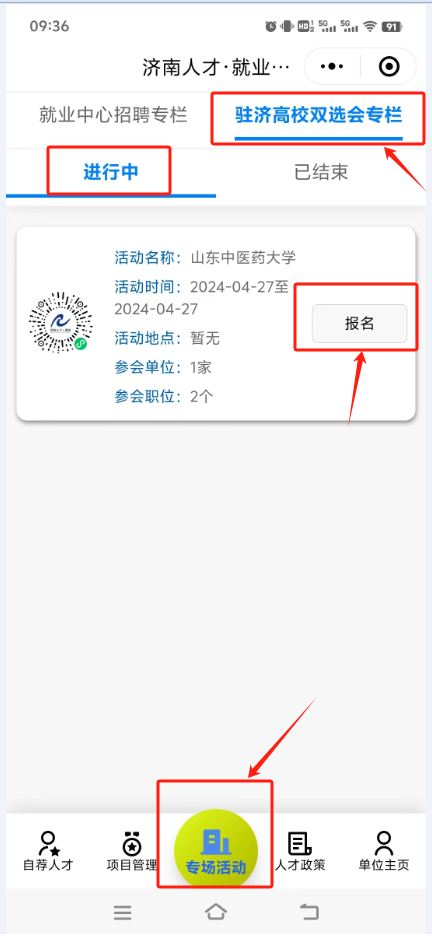 09:36
HD 5G 5G 91
济南人才·就业···
就业中心招聘专栏 驻济高校双选会专栏
进行中 已结束
活动名称：山东中医药大学
活动时间：2024-04-27至
2024-04-27
报名
活动地点：暂无
参会单位：1家
参会职位：2个
自荐人才 项目管理 专场活动 人才政策 单位主页